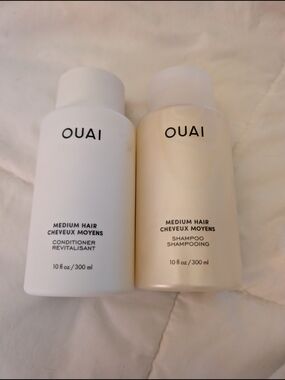 OUAI
MEDIUM HAIR
CHEVEUX MOYENS
CONDITIONER
REVITALISANT
10 fl oz / 300 ml
OUAI
MEDIUM HAIR
CHEVEUX MOYENS
SHAMPOO
SHAMPOOING
10 fl oz / 300 ml